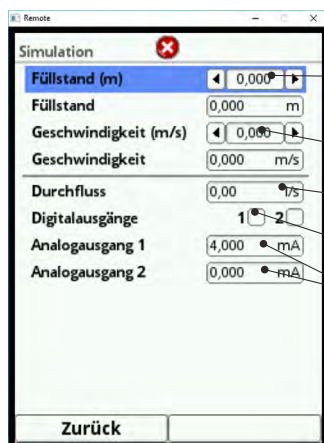 Remote
Simulation
Füllstand (m) 0,000
Füllstand 0,000 m
Geschwindigkeit (m/s) 0,000
Geschwindigkeit 0,000 m/s
Durchfluss 0,00 l/s
Digitalausgänge 1 2
Analogausgang 1 4,000 mA
Analogausgang 2 0,000 mA
Zurück